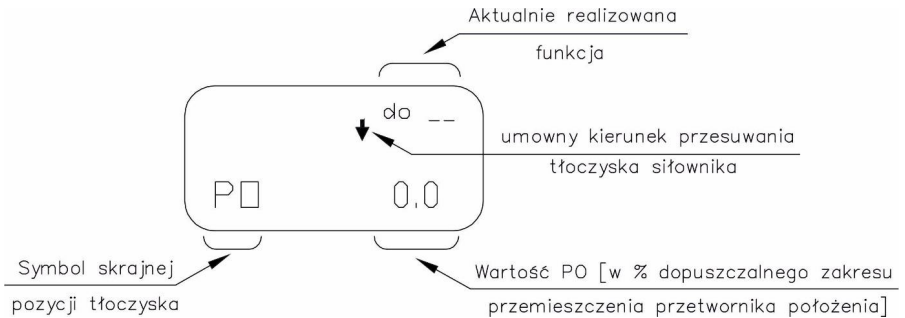 Aktualnie realizowana
funkcja
do __
umowny kierunek przesuwania
tłoczyska siłownika
PO
0.0
Symbol skrajnej
pozycji tłoczyska
Wartość PO [w % dopuszczalnego zakresu
przemieszczenia przetwornika położenia]